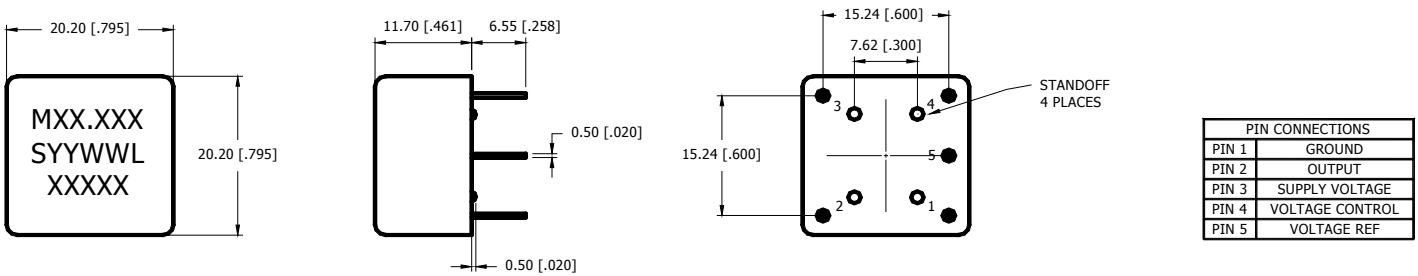 20.20 [.795]
MXX.XXX
SYYWWL
XXXXX
20.20 [.795]
11.70 [.461]
6.55 [.258]
0.50 [.020]
0.50 [.020]
15.24 [.600]
7.62 [.300]
STANDOFF
4 PLACES
15.24 [.600]
3
4
5
2
1
PIN CONNECTIONS
PIN 1 GROUND
PIN 2 OUTPUT
PIN 3 SUPPLY VOLTAGE
PIN 4 VOLTAGE CONTROL
PIN 5 VOLTAGE REF